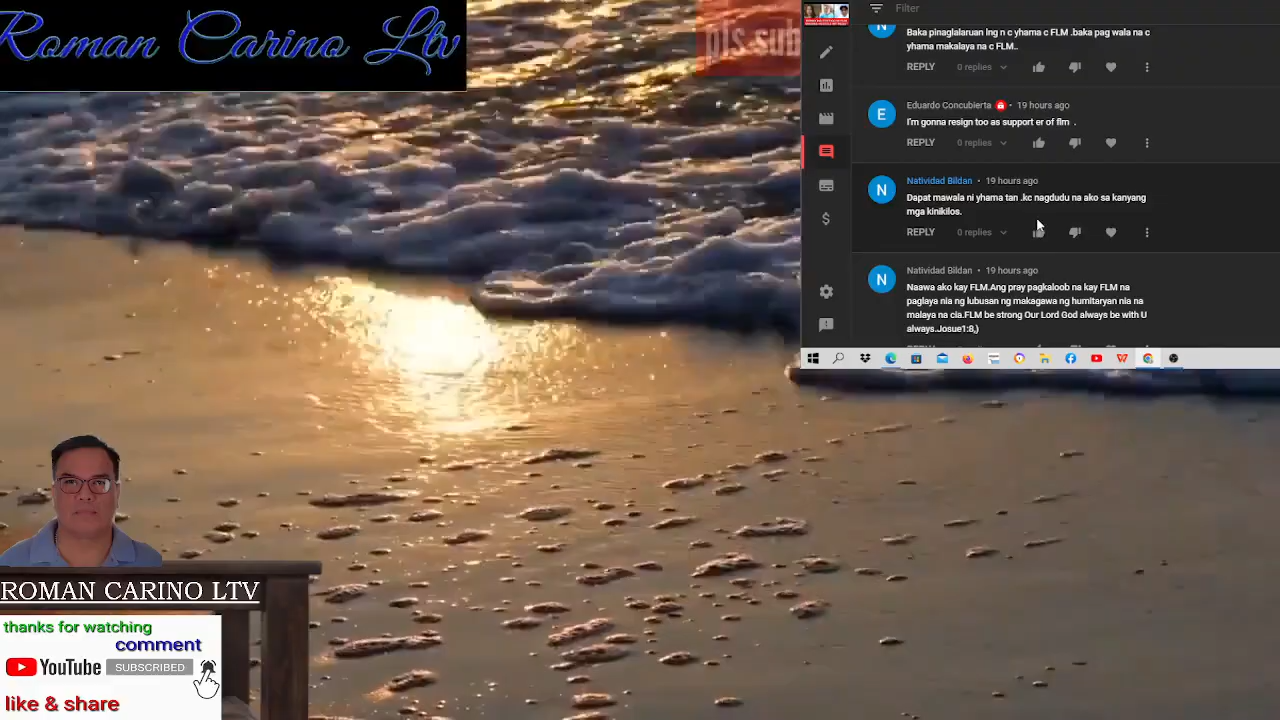 Roman Carino Ltv
pls sub
Filter
N
Baka pinaglalaruan lng n c yhama c FLM .baka pag wala na c
yhama makalaya na c FLM..
REPLY 0 replies
E
Eduardo Concubierta • 19 hours ago
I'm gonna resign too as support er of flm .
REPLY 0 replies
N
Natividad Bildan • 19 hours ago
Dapat mawala ni yhama tan .kc nagdudu na ako sa kanyang
mga kinikilos.
REPLY 0 replies
N
Natividad Bildan • 19 hours ago
Naawa ako kay FLM.Ang pray pagkaloob na kay FLM na
paglaya nia ng lubusan ng makagawa ng humitaryan nia na
malaya na cia.FLM be strong Our Lord God always be with U
always.Josue1:8,)
ROMAN CARINO LTV
thanks for watching
comment
YouTube SUBSCRIBED
like & share